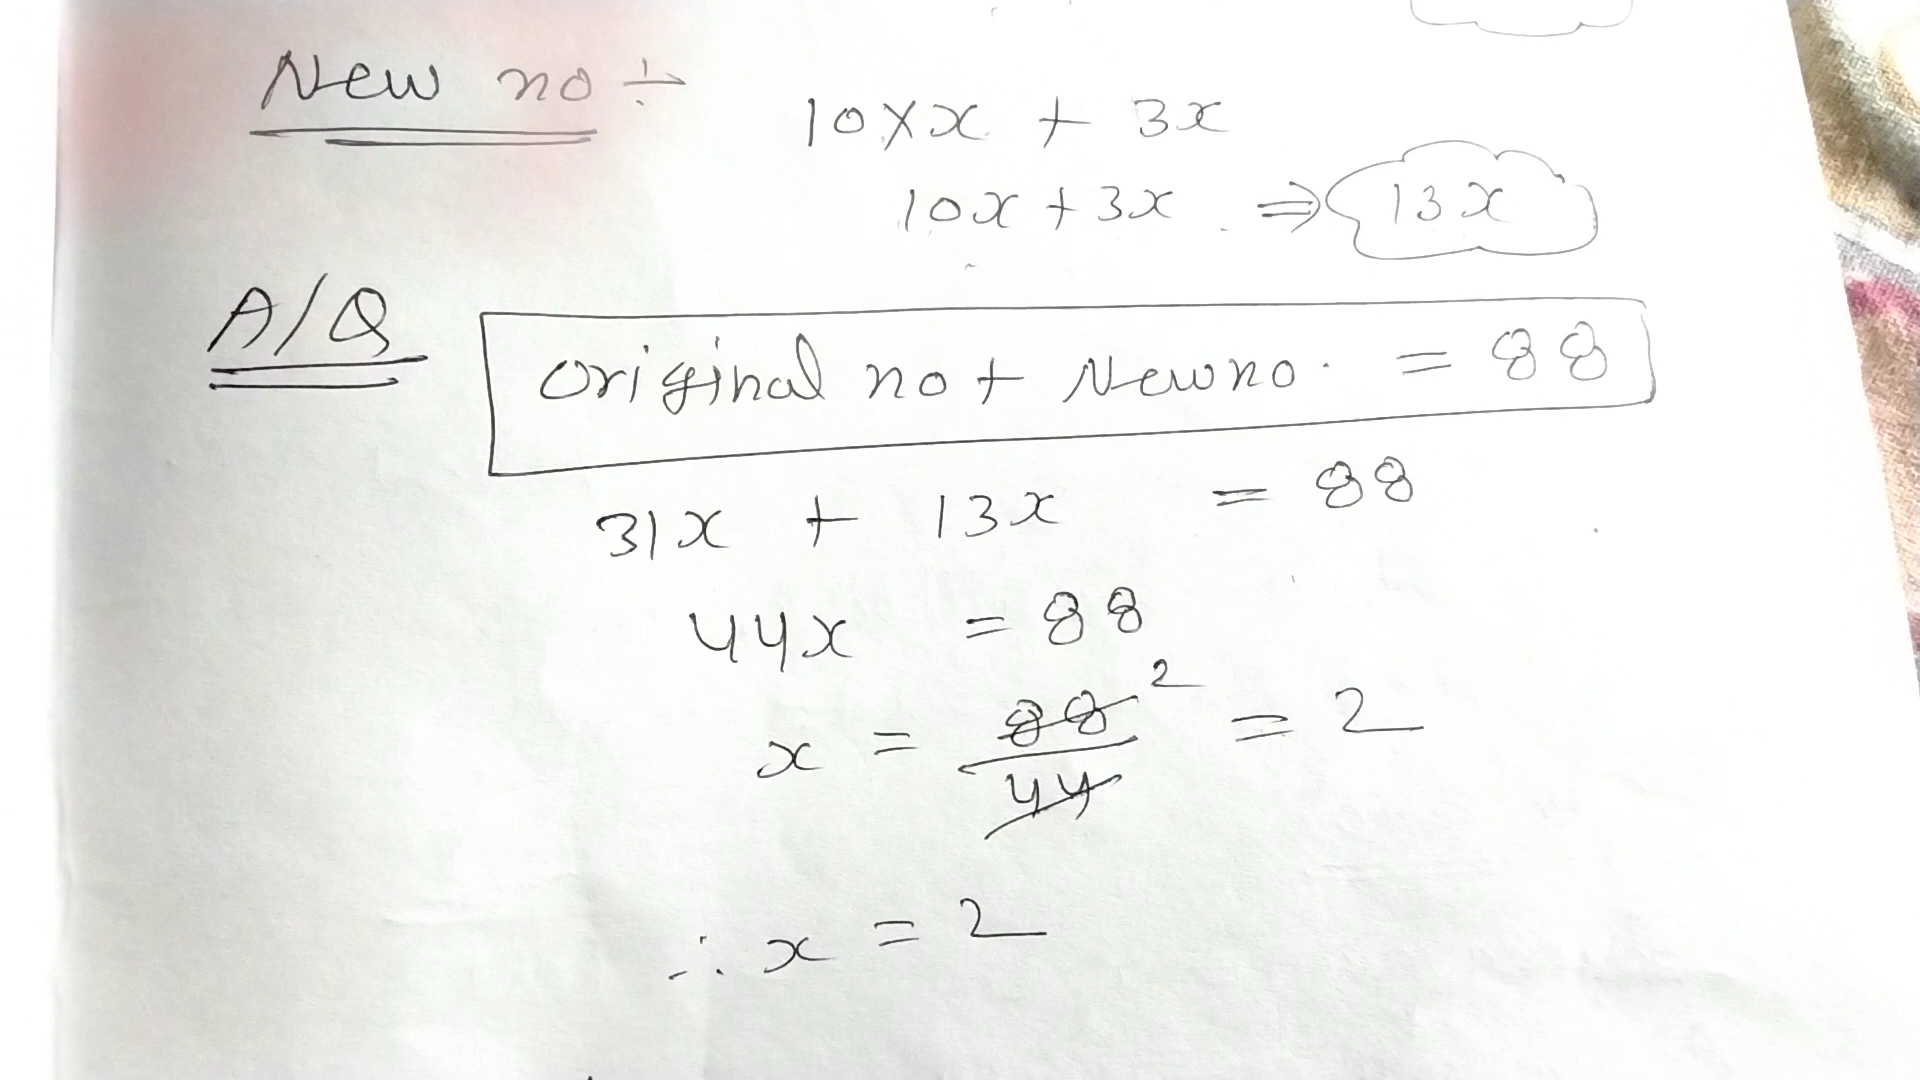 New no ÷
10×x + 3x
10x + 3x ⇒ 13x
A/Q
Original no + New no. = 88
31x + 13x = 88
44x = 88
x = 88/44 2 = 2
∴ x = 2